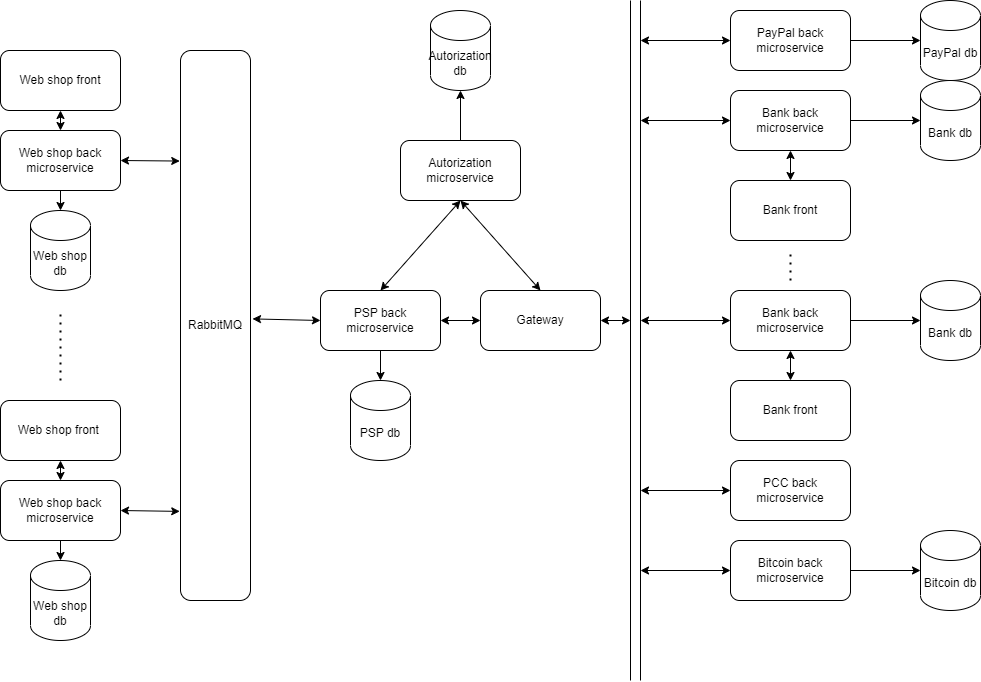 Web shop front
Web shop back
microservice
Web shop
db
Web shop front
Web shop back
microservice
Web shop
db
RabbitMQ
Autorization
db
Autorization
microservice
PSP back
microservice
PSP db
Gateway
PayPal back
microservice
PayPal db
Bank back
microservice
Bank db
Bank front
Bank back
microservice
Bank db
Bank front
PCC back
microservice
Bitcoin back
microservice
Bitcoin db